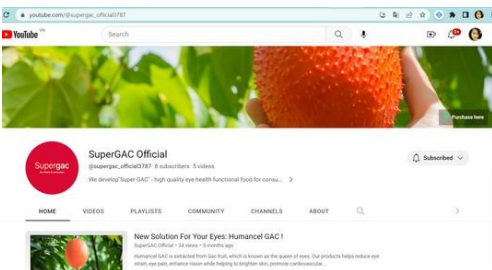 youtube.com/@supergac_official3787
YouTube VN
Search
Purchase here
Supergac
SuperGAC Official
@supergac_official3787 8 subscribers 5 videos
We develop"Super GAC" - high quality eye health functional food for consu...
Subscribed
HOME VIDEOS PLAYLISTS COMMUNITY CHANNELS ABOUT
New Solution For Your Eyes: Humancel GAC !
SuperGAC Official • 34 views • 5 months ago
Humancel GAC is extracted from Gac fruit, which is known as the queen of eyes. Our products helps reduce eye
strain, eye pain, enhance vision while helping to brighten skin, promote cardiovascular...